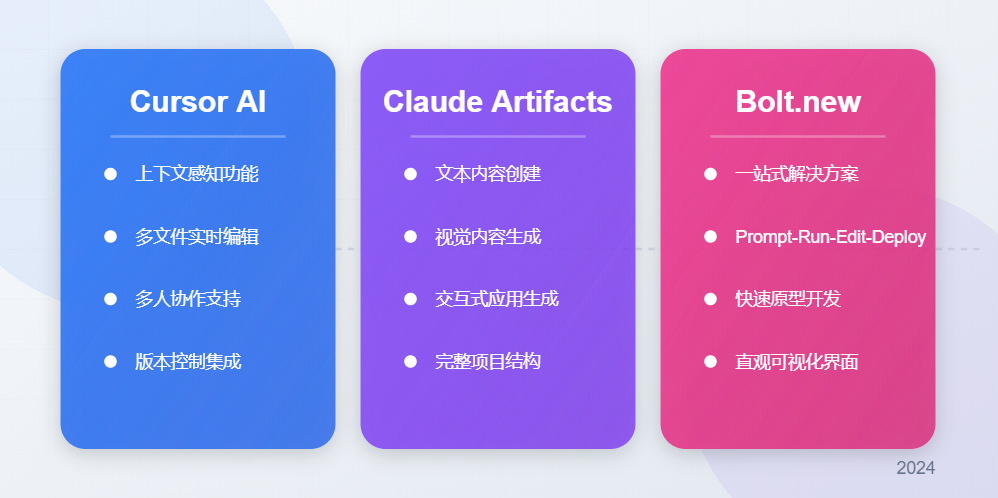 Cursor AI
上下文感知功能
多文件实时编辑
多人协作支持
版本控制集成
Claude Artifacts
文本内容创建
视觉内容生成
交互式应用生成
完整项目结构
Bolt.new
一站式解决方案
Prompt-Run-Edit-Deploy
快速原型开发
直观可视化界面
2024